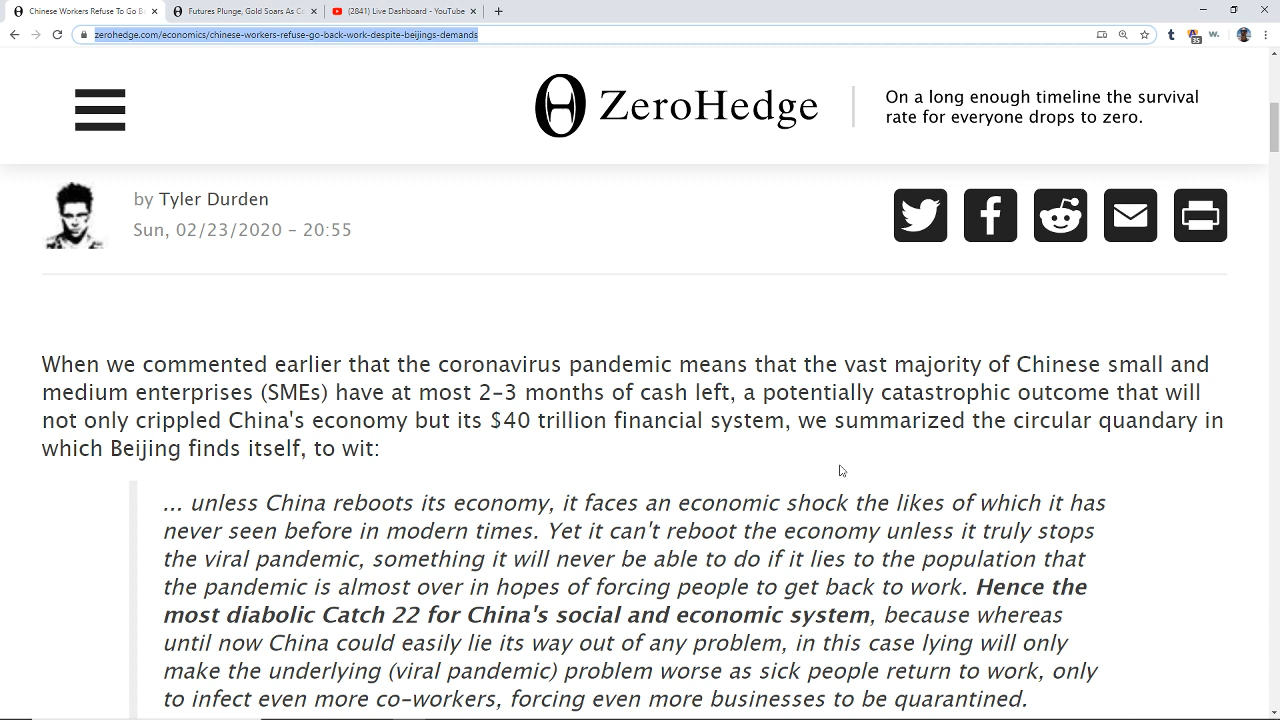 Chinese Workers Refuse To Go B
Futures Plunge, Gold Soars As C
(2841) Live Dashboard - YouTube
zerohedge.com/economics/chinese-workers-refuse-go-back-work-despite-beijings-demands
35
w.
ZeroHedge
On a long enough timeline the survival
rate for everyone drops to zero.
by Tyler Durden
Sun, 02/23/2020 - 20:55
When we commented earlier that the coronavirus pandemic means that the vast majority of Chinese small and
medium enterprises (SMEs) have at most 2-3 months of cash left, a potentially catastrophic outcome that will
not only crippled China's economy but its $40 trillion financial system, we summarized the circular quandary in
which Beijing finds itself, to wit:
... unless China reboots its economy, it faces an economic shock the likes of which it has
never seen before in modern times. Yet it can't reboot the economy unless it truly stops
the viral pandemic, something it will never be able to do if it lies to the population that
the pandemic is almost over in hopes of forcing people to get back to work. Hence the
most diabolic Catch 22 for China's social and economic system, because whereas
until now China could easily lie its way out of any problem, in this case lying will only
make the underlying (viral pandemic) problem worse as sick people return to work, only
to infect even more co-workers, forcing even more businesses to be quarantined.